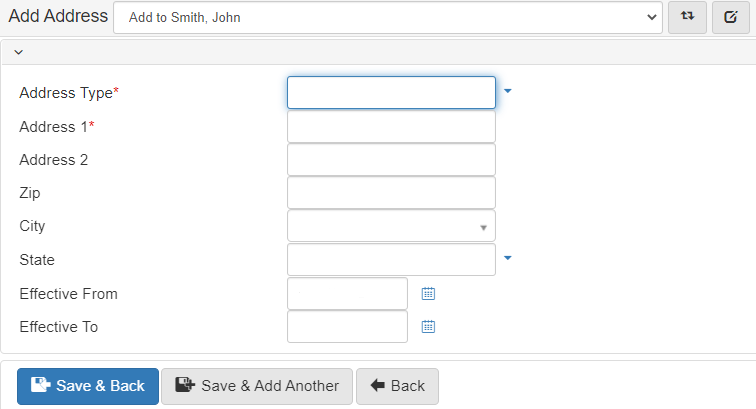 Add Address Add to Smith, John
Address Type*
Address 1*
Address 2
Zip
City
State
Effective From
Effective To
Save & Back Save & Add Another Back